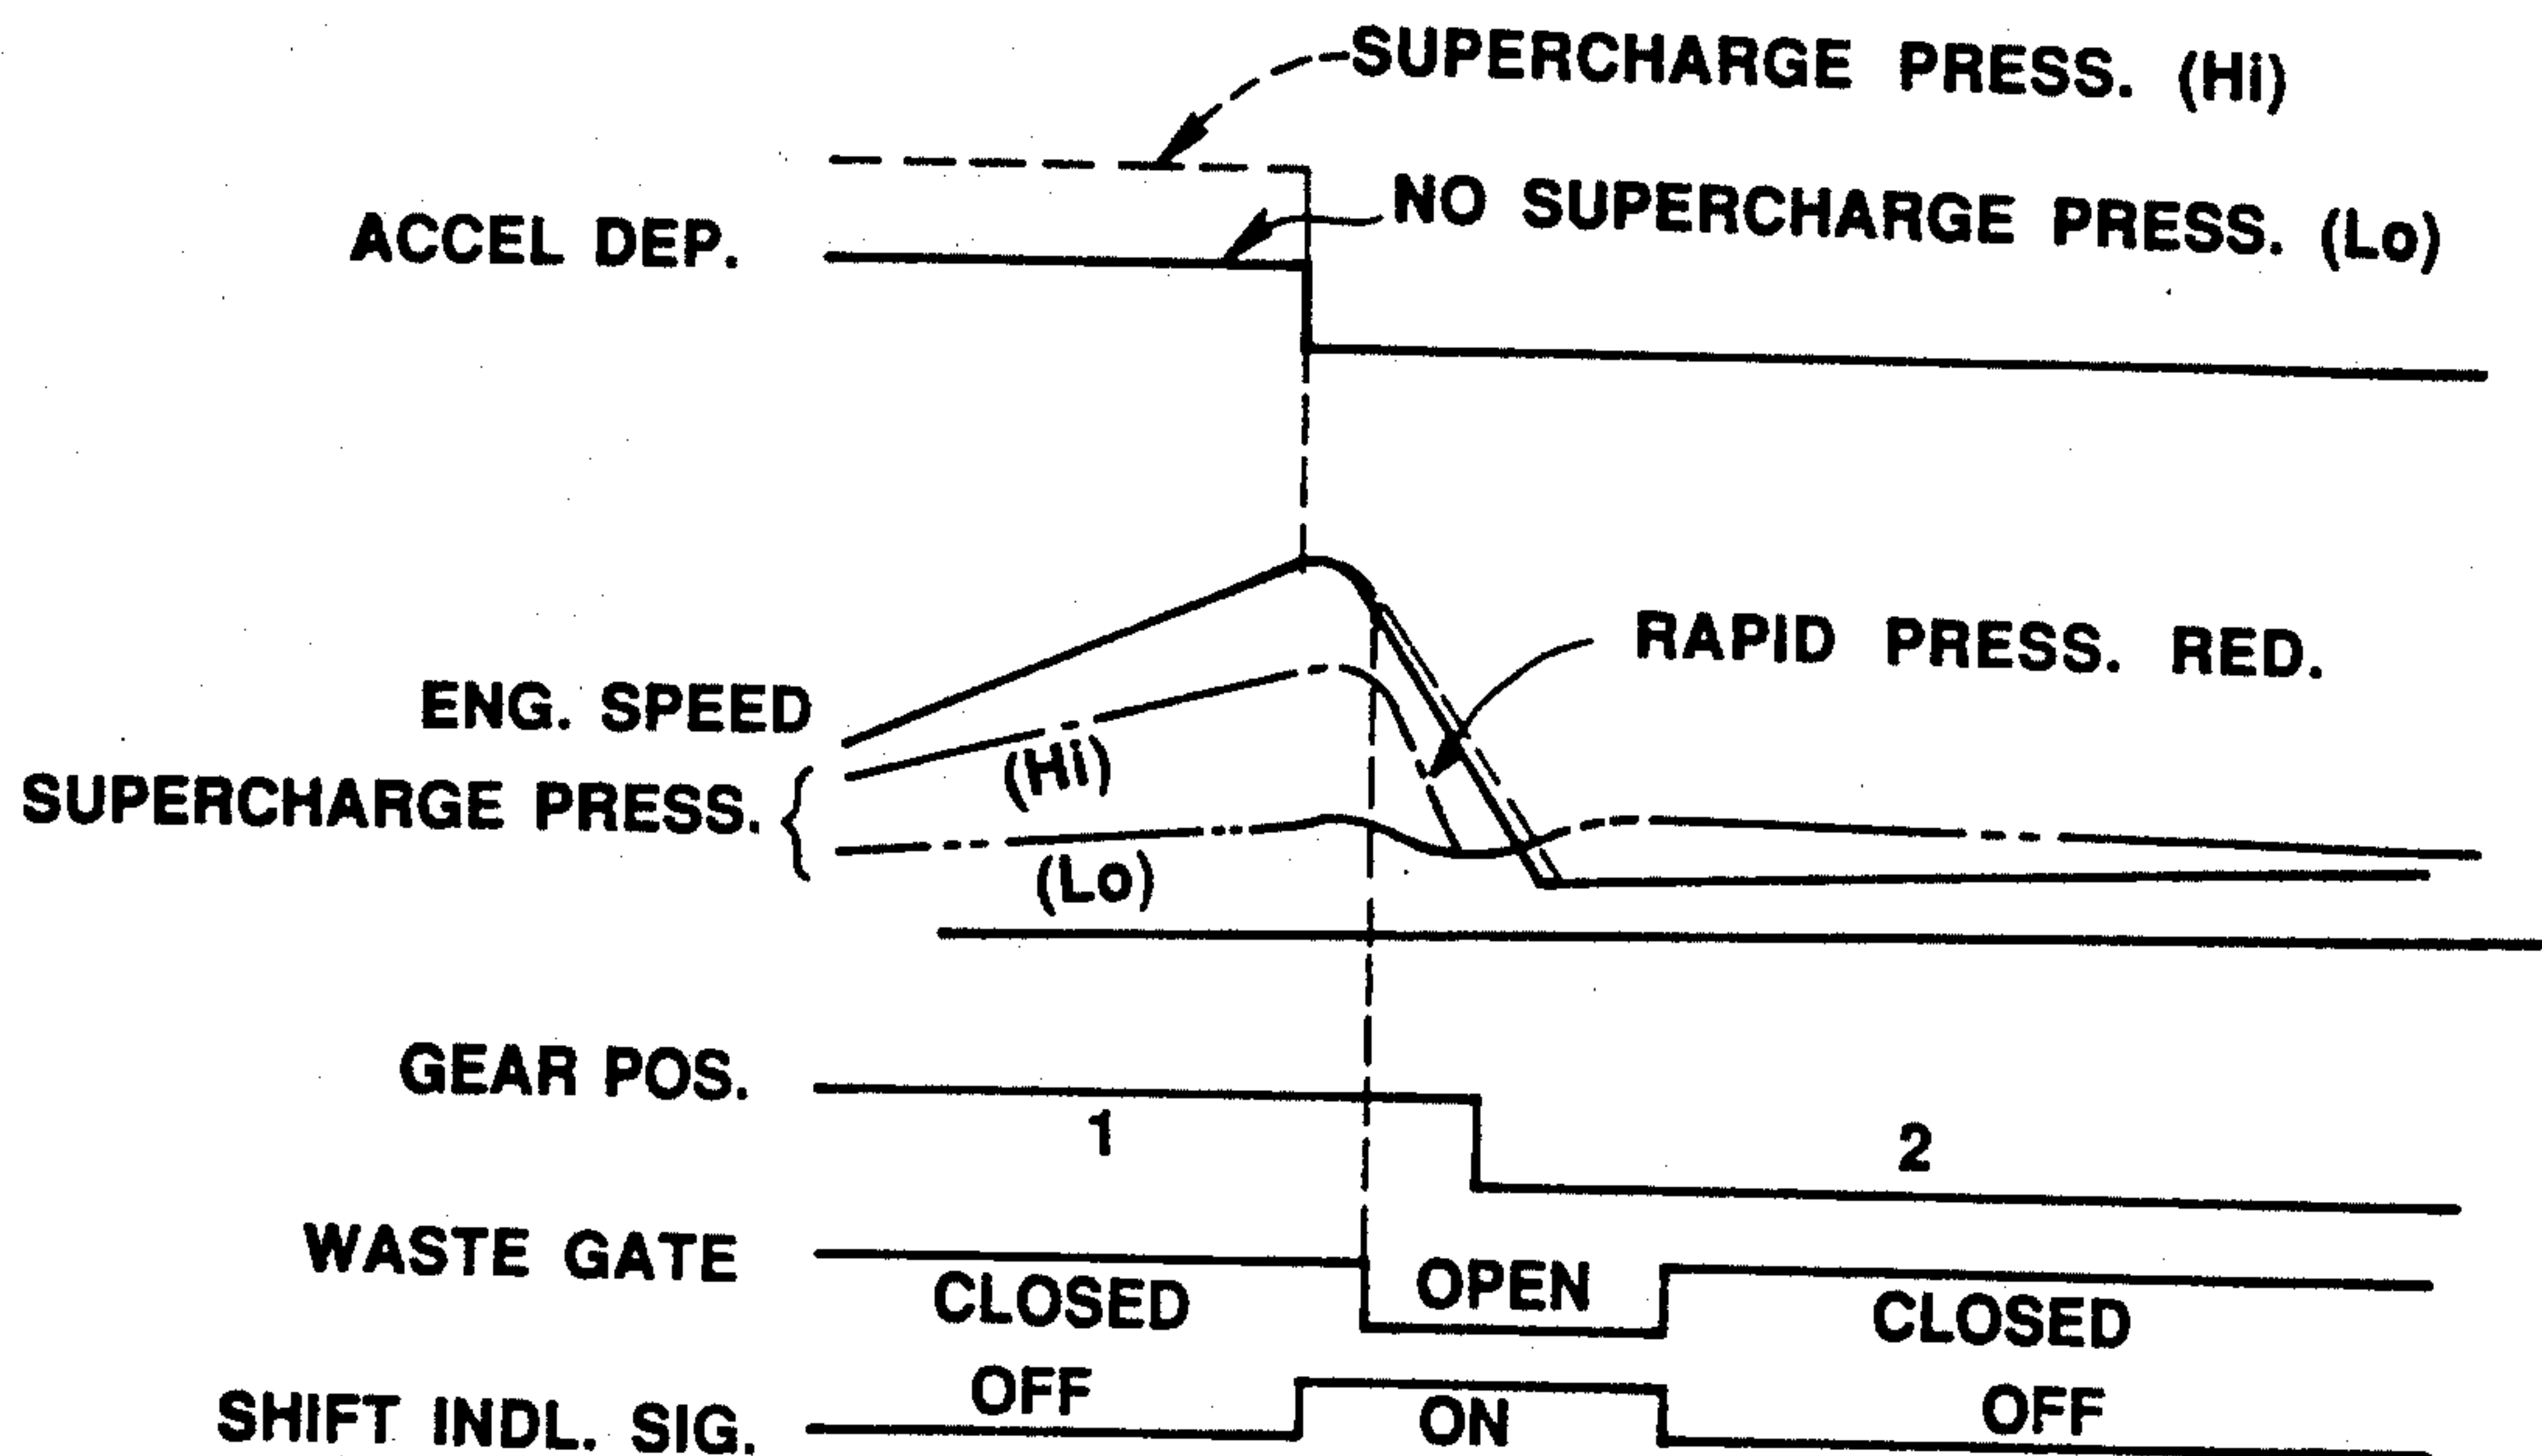 SUPERCHARGE PRESS. (Hi)
NO SUPERCHARGE PRESS. (Lo)
ACCEL DEP.
RAPID PRESS. RED.
ENG. SPEED
(Hi)
SUPERCHARGE PRESS.
(Lo)
GEAR POS.
1
2
WASTE GATE
CLOSED
OPEN
CLOSED
OFF
ON
OFF
SHIFT INDL. SIG.